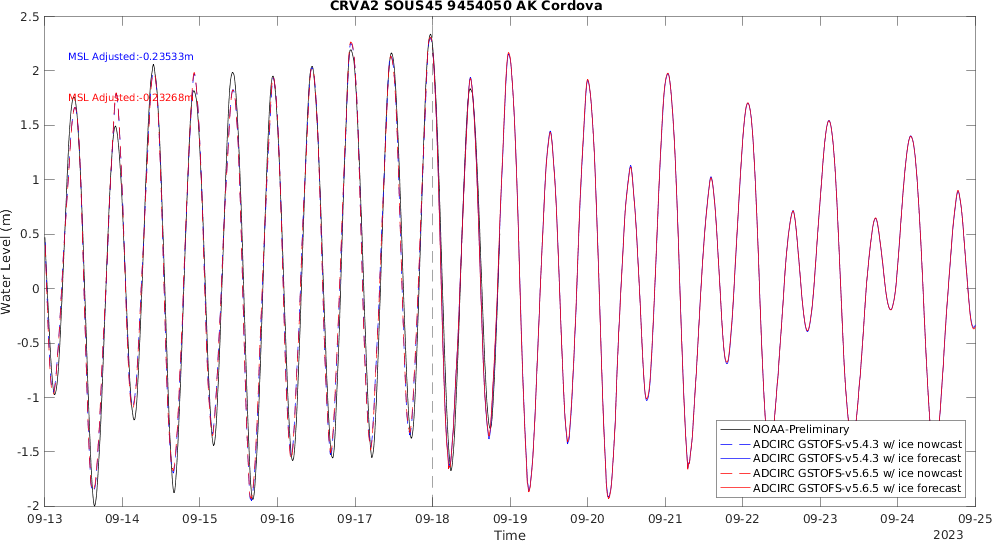 CRVA2 SOUS45 9454050 AK Cordova
2.5
2
1.5
1
0.5
0
-0.5
-1
-1.5
-2
Water Level (m)
MSL Adjusted:-0.23533m
MSL Adjusted:-0.23268m
NOAA-Preliminary
ADCIRC GSTOFS-v5.4.3 w/ ice nowcast
ADCIRC GSTOFS-v5.4.3 w/ ice forecast
ADCIRC GSTOFS-v5.6.5 w/ ice nowcast
ADCIRC GSTOFS-v5.6.5 w/ ice forecast
09-13 09-14 09-15 09-16 09-17 09-18 09-19 09-20 09-21 09-22 09-23 09-24 09-25
Time
2023